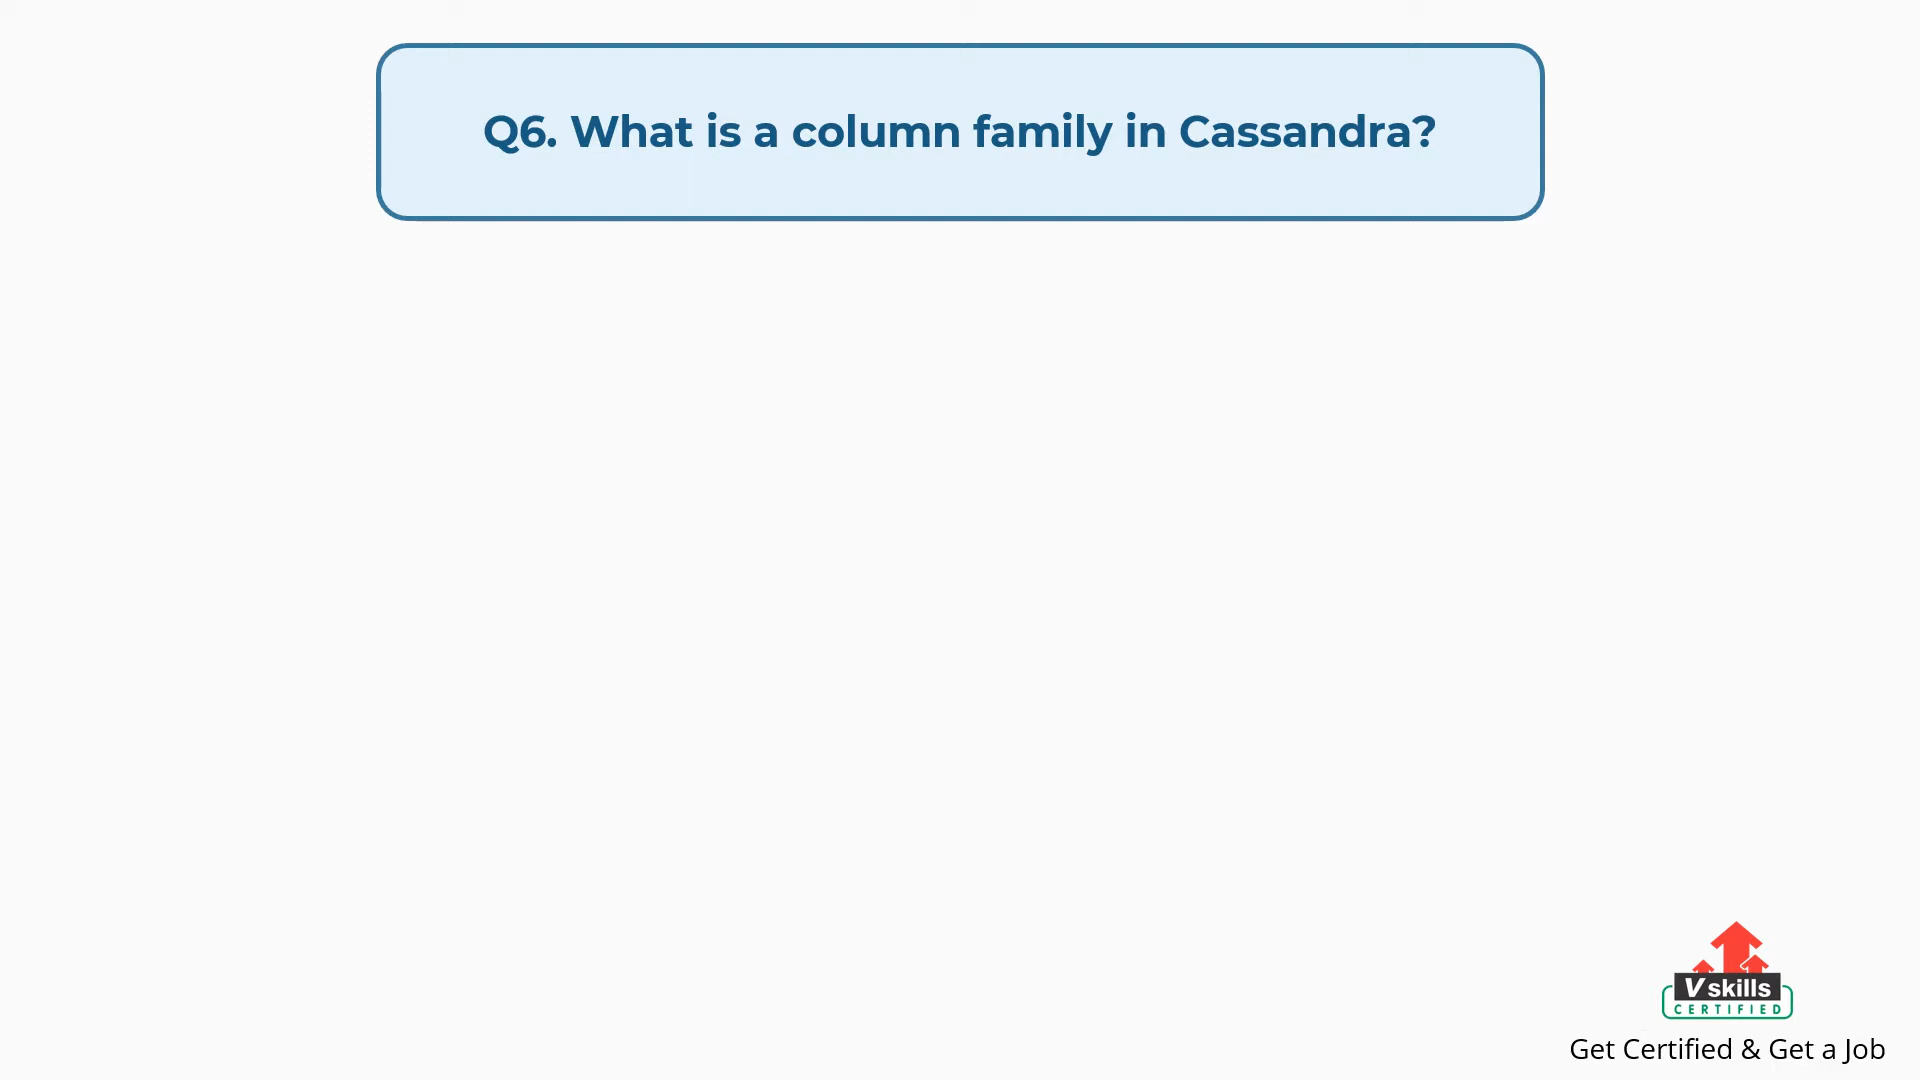 Q6. What is a column family in Cassandra?
Vskills
CERTIFIED
Get Certified & Get a Job